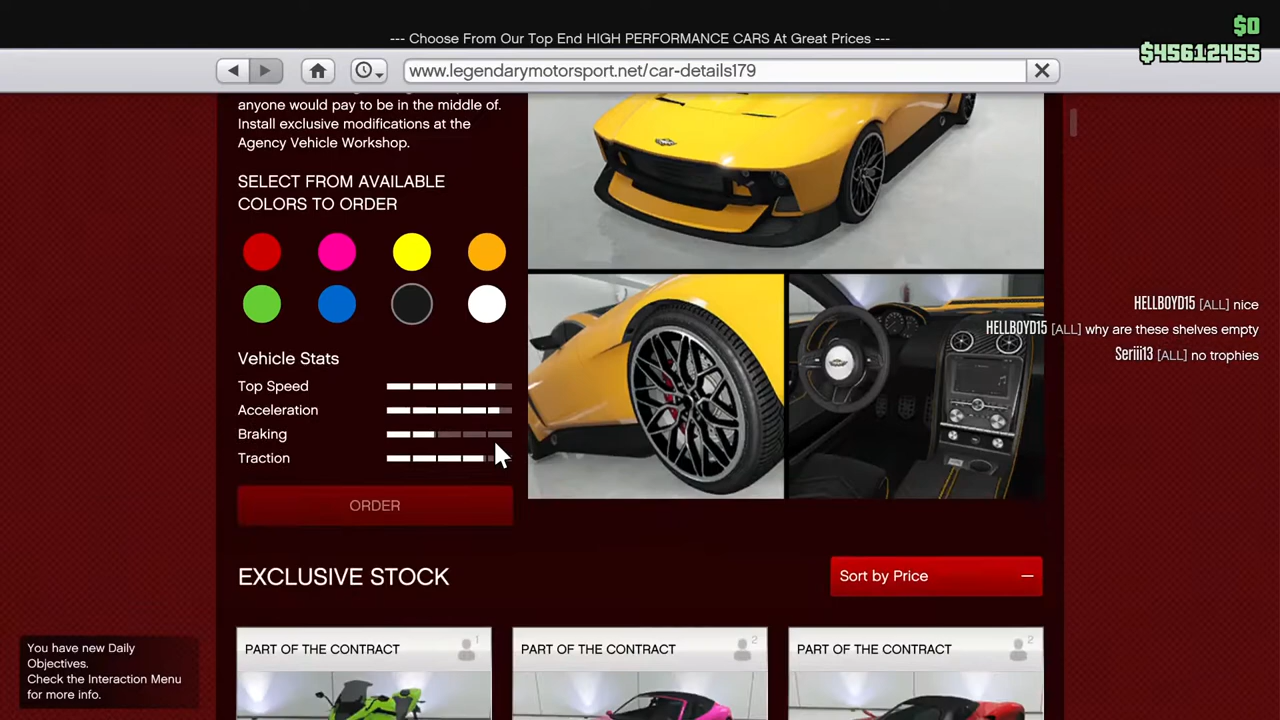 $0
--- Choose From Our Top End HIGH PERFORMANCE CARS At Great Prices ---
$45612455
www.legendarymotorsport.net/car-details179
anyone would pay to be in the middle of.
Install exclusive modifications at the
Agency Vehicle Workshop.
SELECT FROM AVAILABLE
COLORS TO ORDER
HELLBOYD15 [ALL] nice
HELLBOYD15 [ALL] why are these shelves empty
Seriii13 [ALL] no trophies
Vehicle Stats
Top Speed
Acceleration
Braking
Traction
ORDER
EXCLUSIVE STOCK
Sort by Price
PART OF THE CONTRACT
1
PART OF THE CONTRACT
2
PART OF THE CONTRACT
2
You have new Daily
Objectives.
Check the Interaction Menu
for more info.